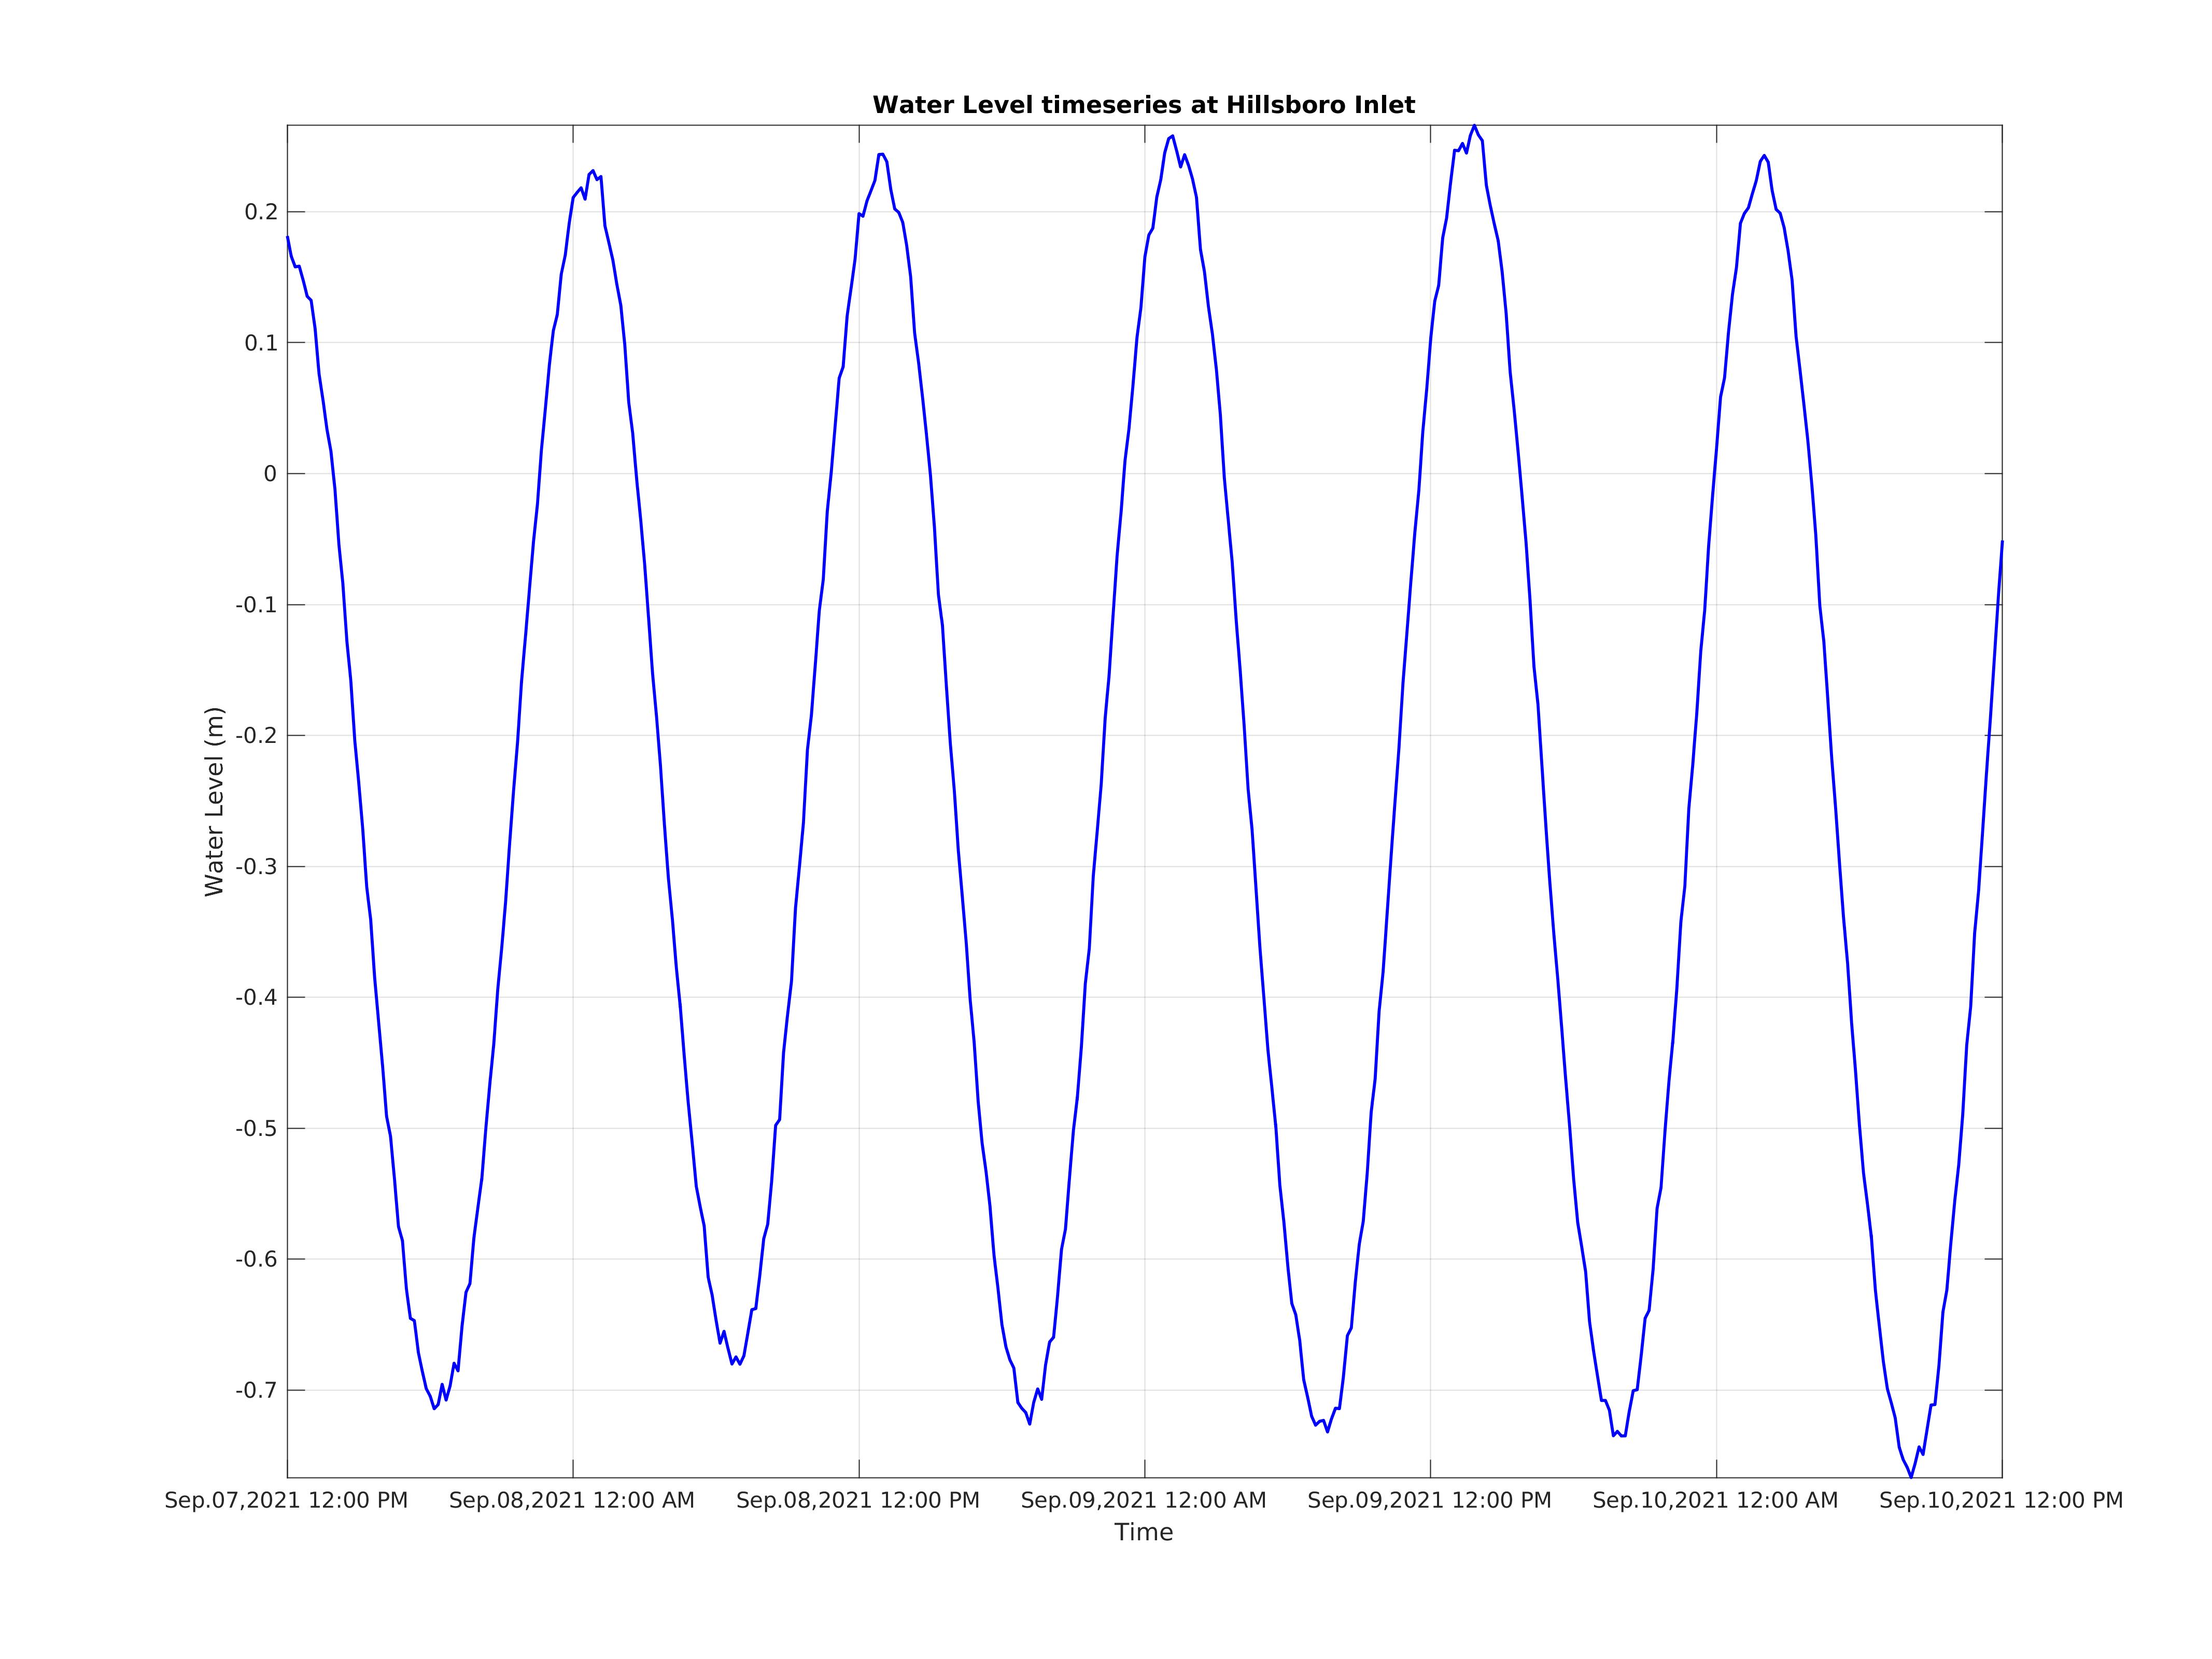 Water Level timeseries at Hillsboro Inlet
0.2
0.1
0
-0.1
-0.2
-0.3
-0.4
-0.5
-0.6
-0.7
Water Level (m)
Sep.07,2021 12:00 PM
Sep.08,2021 12:00 AM
Sep.08,2021 12:00 PM
Sep.09,2021 12:00 AM
Sep.09,2021 12:00 PM
Sep.10,2021 12:00 AM
Sep.10,2021 12:00 PM
Time